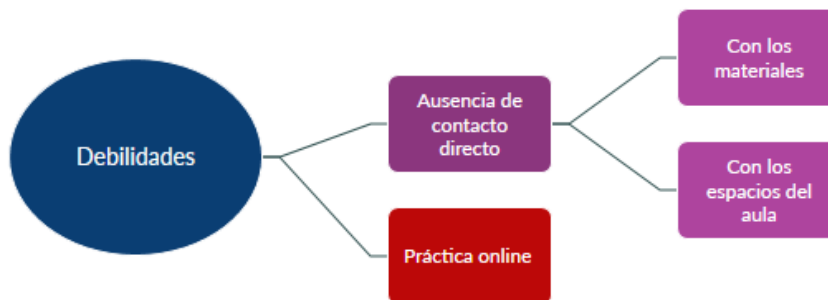 Debilidades
Ausencia de
contacto
directo
Con los
materiales
Con los
espacios del
aula
Práctica online